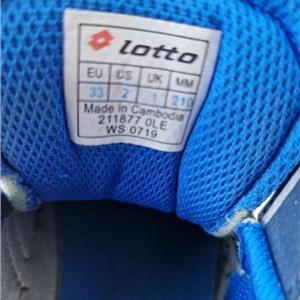 lotto
EU US UK MM
33 2 1 210
Made in Cambodia
211877 0LE
WS 0719